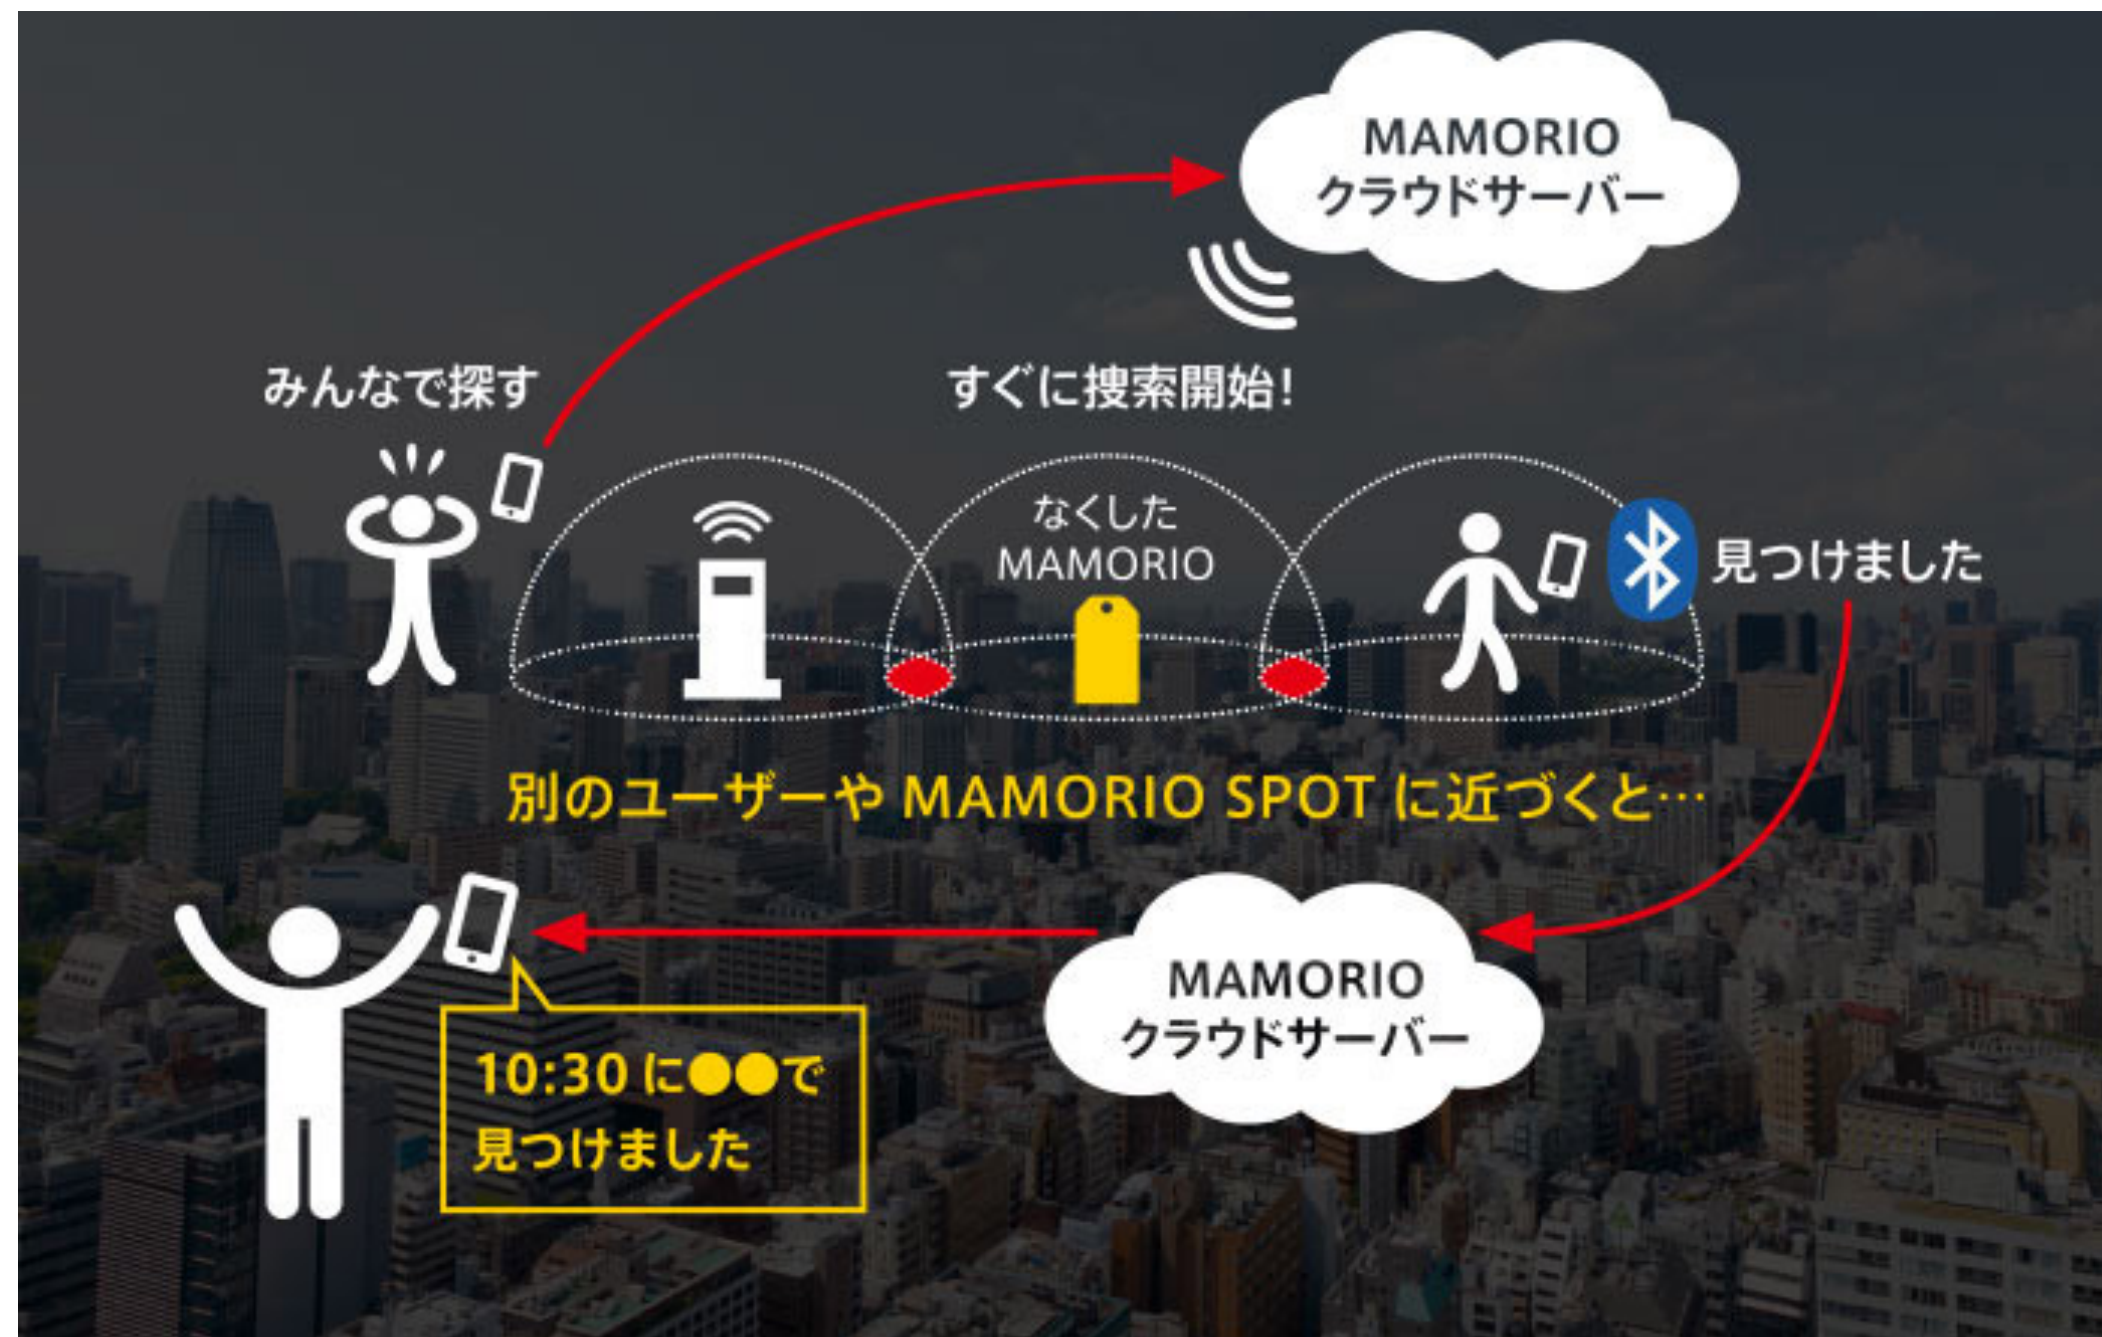 MAMORIO
クラウドサーバー
みんなで探す
すぐに捜索開始!
なくした
MAMORIO
見つけました
別のユーザーや MAMORIO SPOT に近づくと…
MAMORIO
クラウドサーバー
10:30 に●●で
見つけました